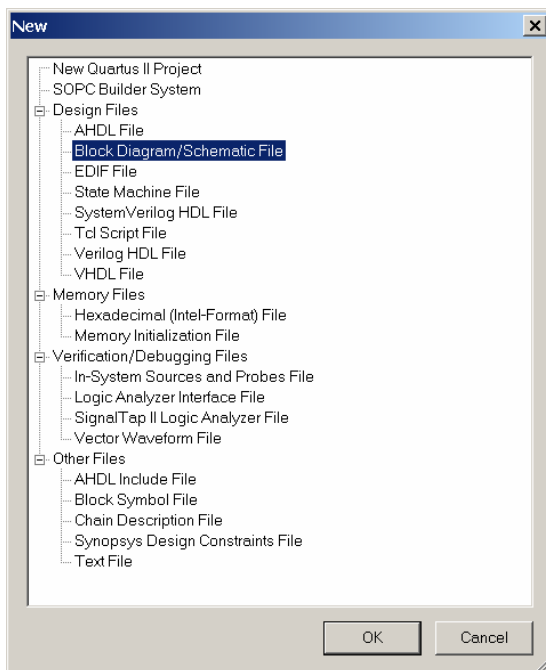 New
New Quartus II Project
SOPC Builder System
Design Files
AHDL File
Block Diagram/Schematic File
EDIF File
State Machine File
SystemVerilog HDL File
Tcl Script File
Verilog HDL File
VHDL File
Memory Files
Hexadecimal (Intel-Format) File
Memory Initialization File
Verification/Debugging Files
In-System Sources and Probes File
Logic Analyzer Interface File
SignalTap II Logic Analyzer File
Vector Waveform File
Other Files
AHDL Include File
Block Symbol File
Chain Description File
Synopsys Design Constraints File
Text File
OK Cancel